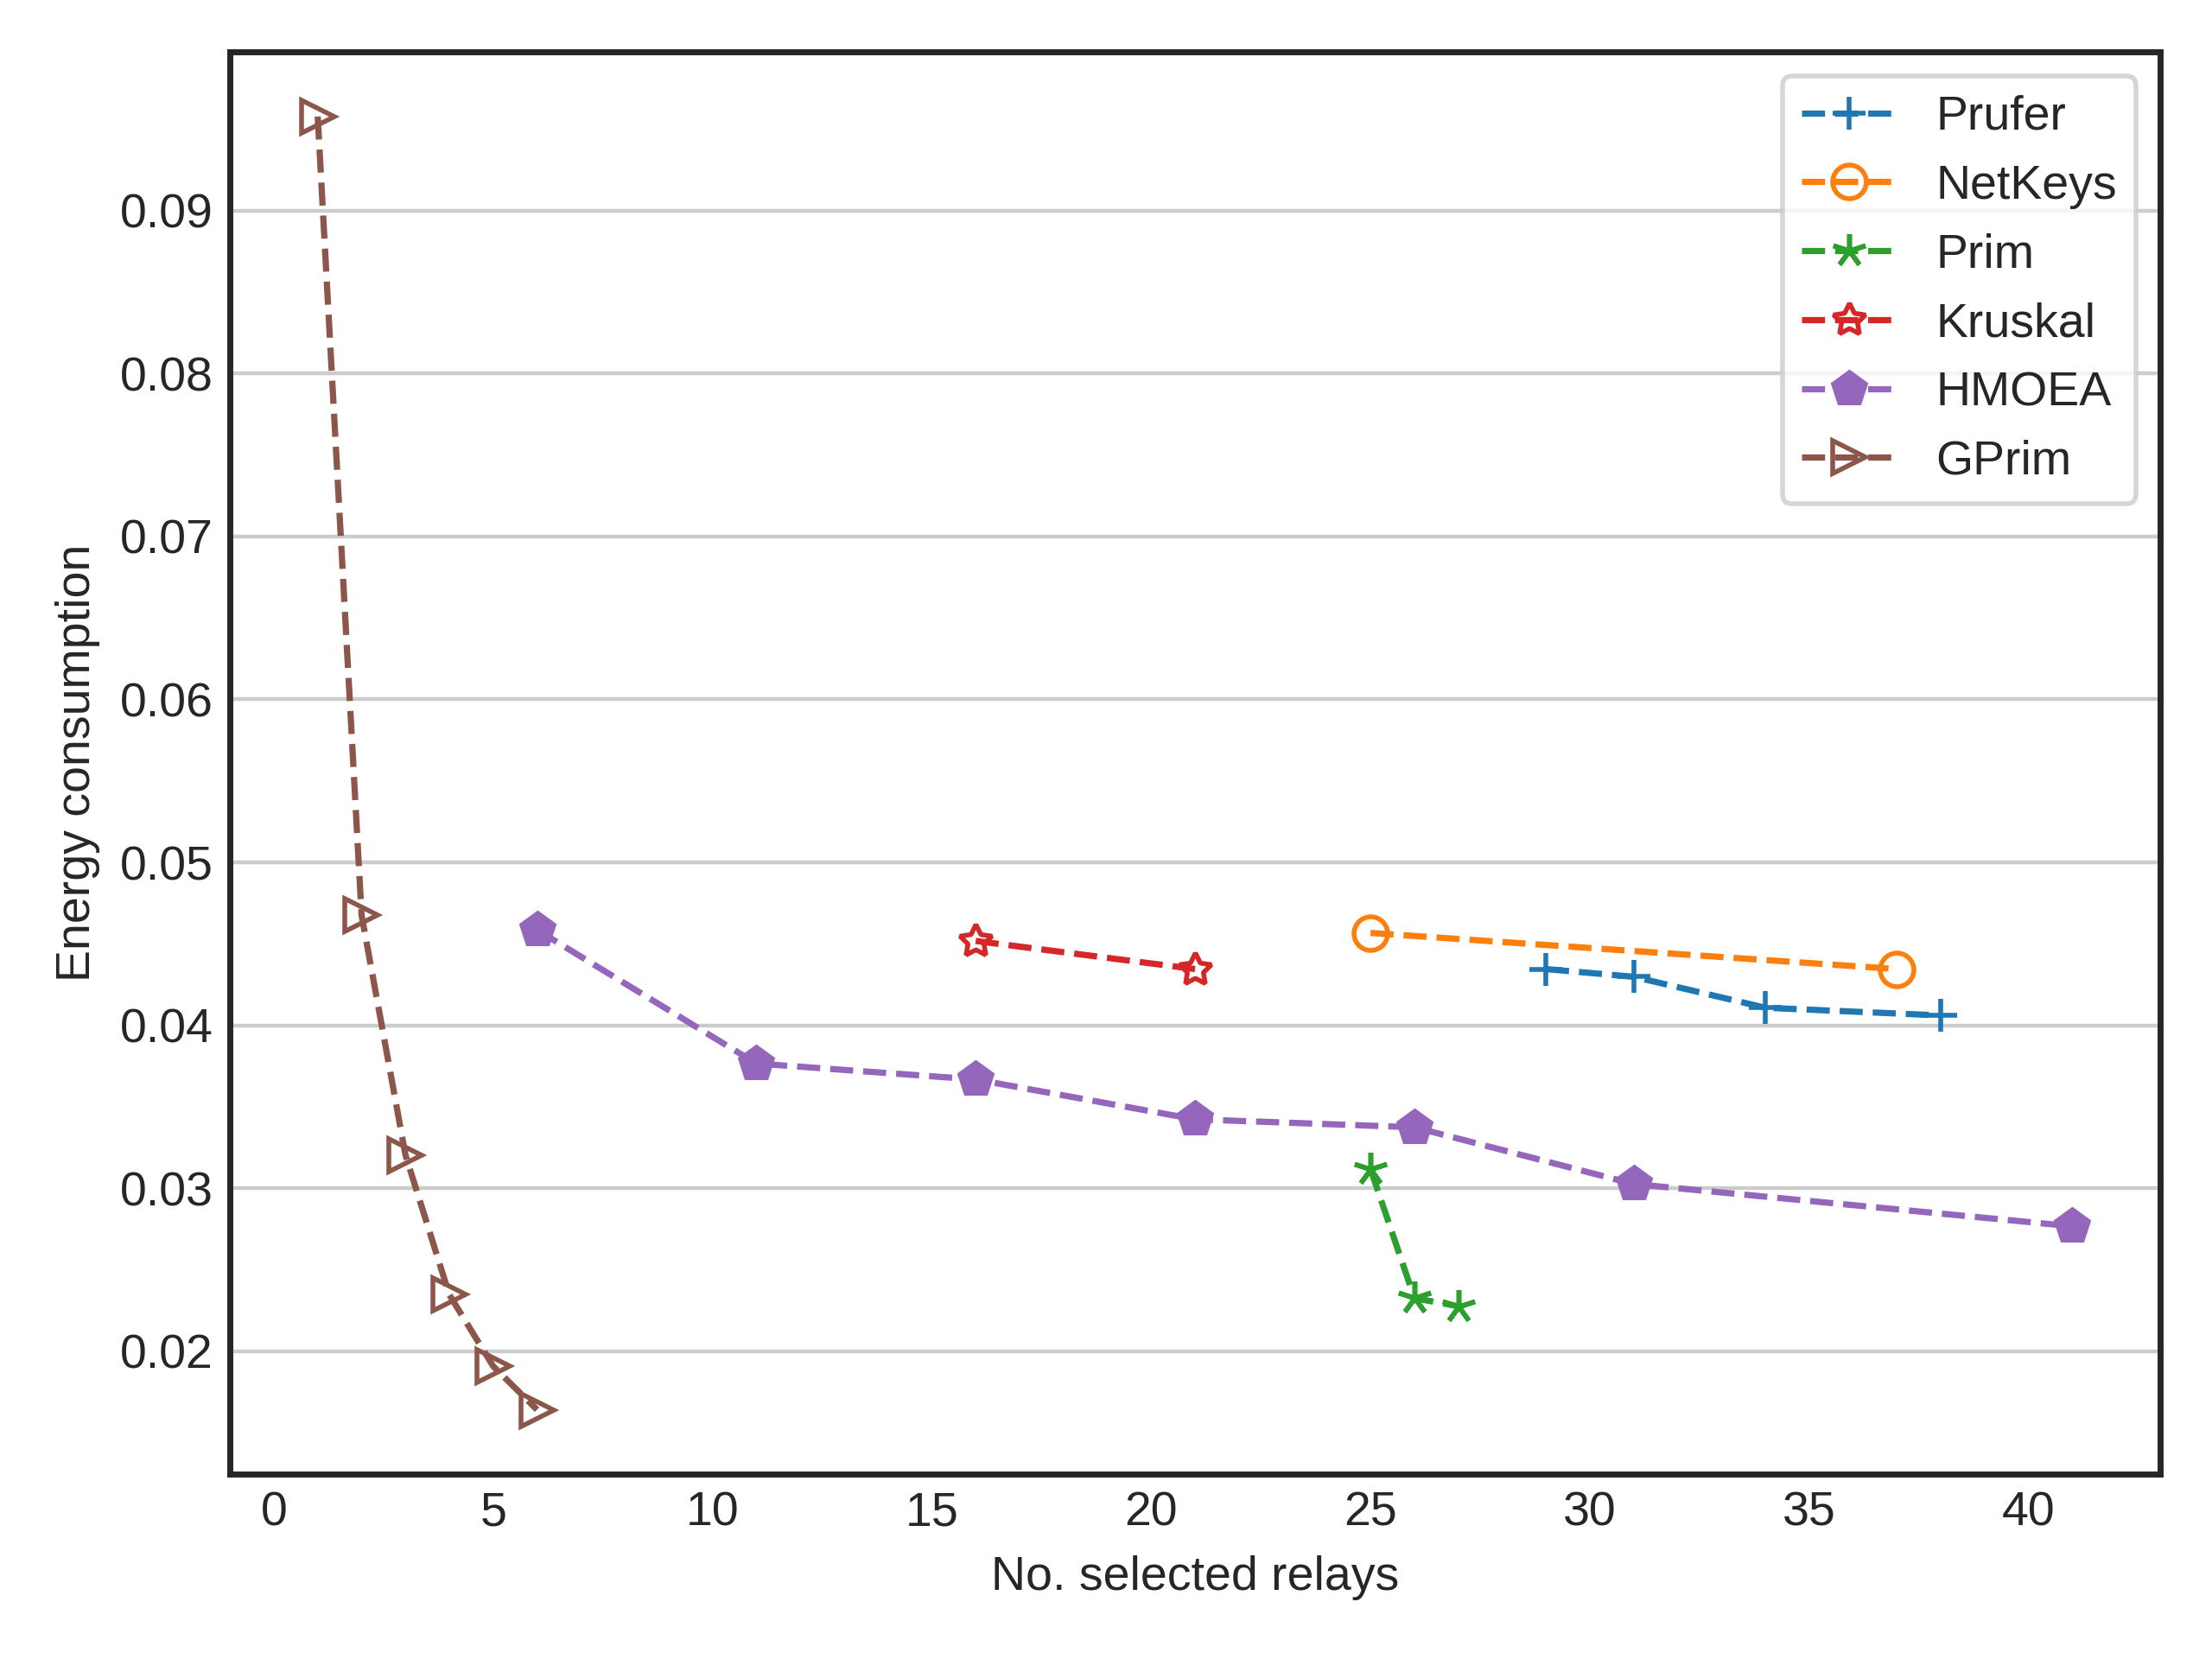 Prufer
NetKeys
Prim
Kruskal
HMOEA
GPrim
Energy consumption
0.09
0.08
0.07
0.06
0.05
0.04
0.03
0.02
0 5 10 15 20 25 30 35 40
No. selected relays